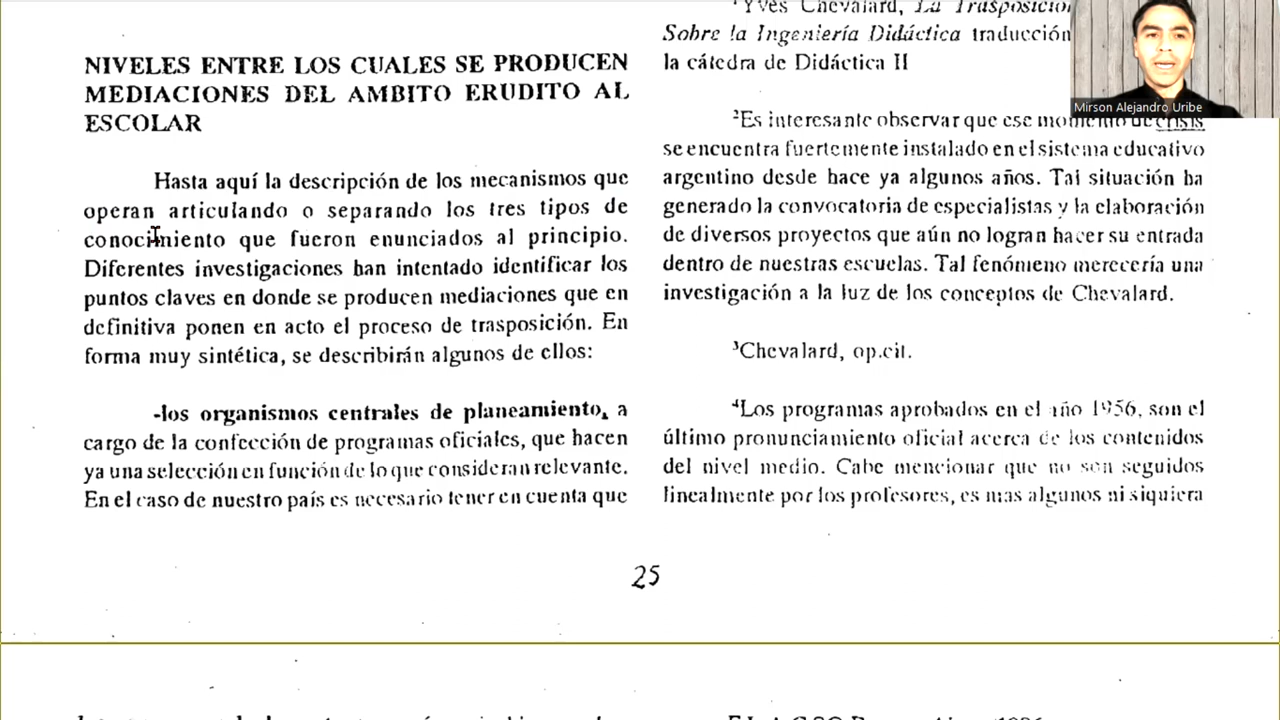 NIVELES ENTRE LOS CUALES SE PRODUCEN
MEDIACIONES DEL AMBITO ERUDITO AL
ESCOLAR
Hasta aquí la descripción de los mecanismos que
operan articulando o separando los tres tipos de
conocimiento que fueron enunciados al principio.
Diferentes investigaciones han intentado identificar los
puntos claves en donde se producen mediaciones que en
definitiva ponen en acto el proceso de trasposición. En
forma muy sintética, se describirán algunos de ellos:
-los organismos centrales de planeamiento, a
cargo de la confección de programas oficiales, que hacen
ya una selección en función de lo que consideran relevante.
En el caso de nuestro país es necesario tener en cuenta que
¹Yves Chevalard, La
Sobre la Ingeniería Didáctica traducción
la cátedra de Didáctica II
²Es interesante observar que ese momento de crisis
se encuentra fuertemente instalado en el sistema educativo
argentino desde hace ya algunos años. Tal situación ha
generado la convocatoria de especialistas y la elaboración
de diversos proyectos que aún no logran hacer su entrada
dentro de nuestras escuelas. Tal fenómeno merecería una
investigación a la luz de los conceptos de Chevalard.
³Chevalard, op.cit.
⁴Los programas aprobados en el año 1956, son el
último pronunciamiento oficial acerca de los contenidos
del nivel medio. Cabe mencionar que no son seguidos
linealmente por los profesores, es mas algunos ni siquiera
25
Mirson Alejandro Uribe